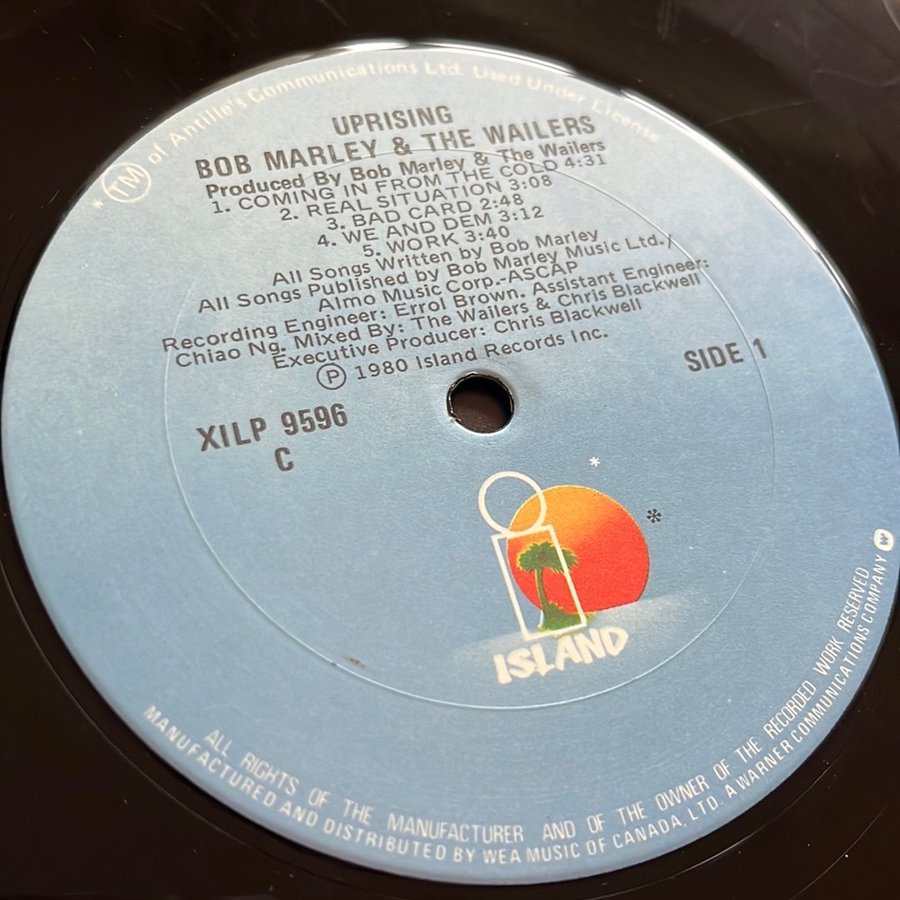 * TM of Antille's Communications Ltd. Used Under License
UPRISING
BOB MARLEY & THE WAILERS
Produced By Bob Marley & The Wailers
1. COMING IN FROM THE COLD 4:31
2. REAL SITUATION 3:08
3. BAD CARD 2:48
4. WE AND DEM 3:12
5. WORK 3:40
All Songs Written by Bob Marley
All Songs Published by Bob Marley Music Ltd./
Almo Music Corp.-ASCAP
Recording Engineer: Errol Brown. Assistant Engineer:
Chiao Ng. Mixed By: The Wailers & Chris Blackwell
Executive Producer: Chris Blackwell
Ⓟ 1980 Island Records Inc.
SIDE 1
XILP 9596
C
* *
i
ISLAND
ALL RIGHTS OF THE MANUFACTURER AND OF THE OWNER OF THE RECORDED WORK RESERVED
MANUFACTURED AND DISTRIBUTED BY WEA MUSIC OF CANADA, LTD. A WARNER COMMUNICATIONS COMPANY W